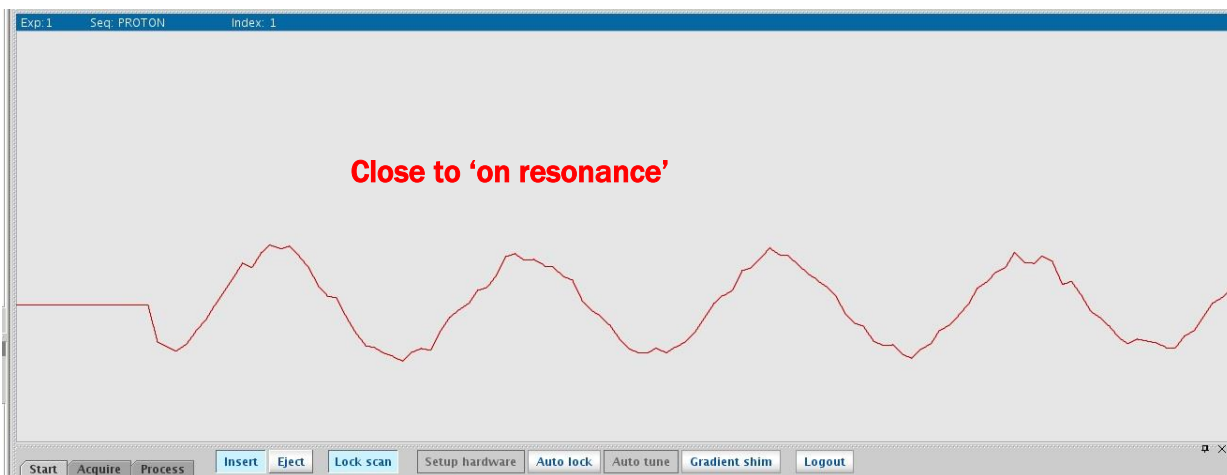 Exp:1 Seq: PROTON Index: 1
Close to ‘on resonance’
Start Acquire Process Insert Eject Lock scan Setup hardware Auto lock Auto tune Gradient shim Logout